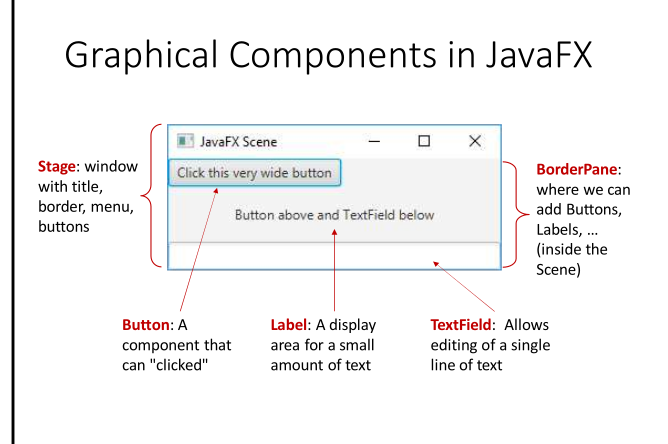 Graphical Components in JavaFX
JavaFX Scene
Click this very wide button
Button above and TextField below
Stage: window
with title,
border, menu,
buttons
BorderPane:
where we can
add Buttons,
Labels, ...
(inside the
Scene)
Button: A
component that
can "clicked"
Label: A display
area for a small
amount of text
TextField:  Allows
editing of a single
line of text